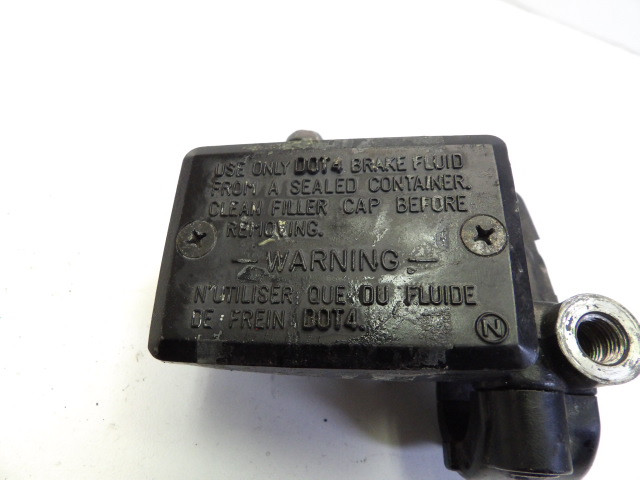 USE ONLY DOT4 BRAKE FLUID
FROM A SEALED CONTAINER.
CLEAN FILLER CAP BEFORE
REMOVING.
WARNING
N'UTILISER QUE DU FLUIDE
DE FREIN DOT4.
N